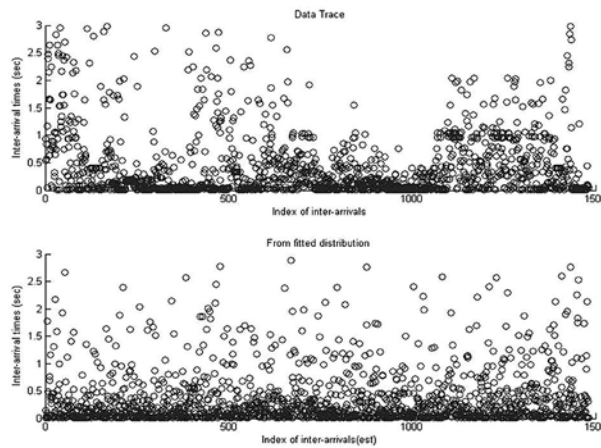 Data Trace
3
2.5
2
1.5
1
0.5
0
Inter-arrival times (sec)
0 500 1000 150
Index of inter-arrivals
From fitted distribution
3
2.5
2
1.5
1
0.5
0
Inter-arrival times (sec)
0 500 1000 150
Index of inter-arrivals(est)